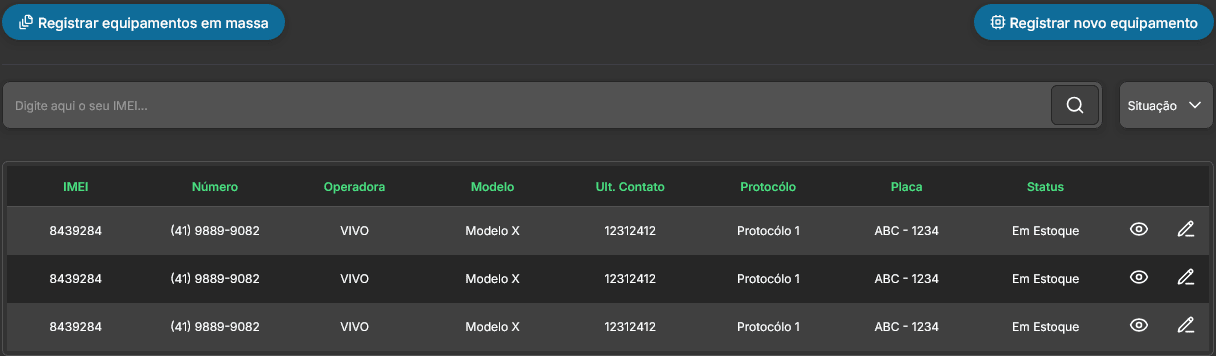 Registrar equipamentos em massa
Registrar novo equipamento
Digite aqui o seu IMEI...
Situação
IMEI Número Operadora Modelo Ult. Contato Protocólo Placa Status
8439284 (41) 9889-9082 VIVO Modelo X 12312412 Protocólo 1 ABC - 1234 Em Estoque
8439284 (41) 9889-9082 VIVO Modelo X 12312412 Protocólo 1 ABC - 1234 Em Estoque
8439284 (41) 9889-9082 VIVO Modelo X 12312412 Protocólo 1 ABC - 1234 Em Estoque